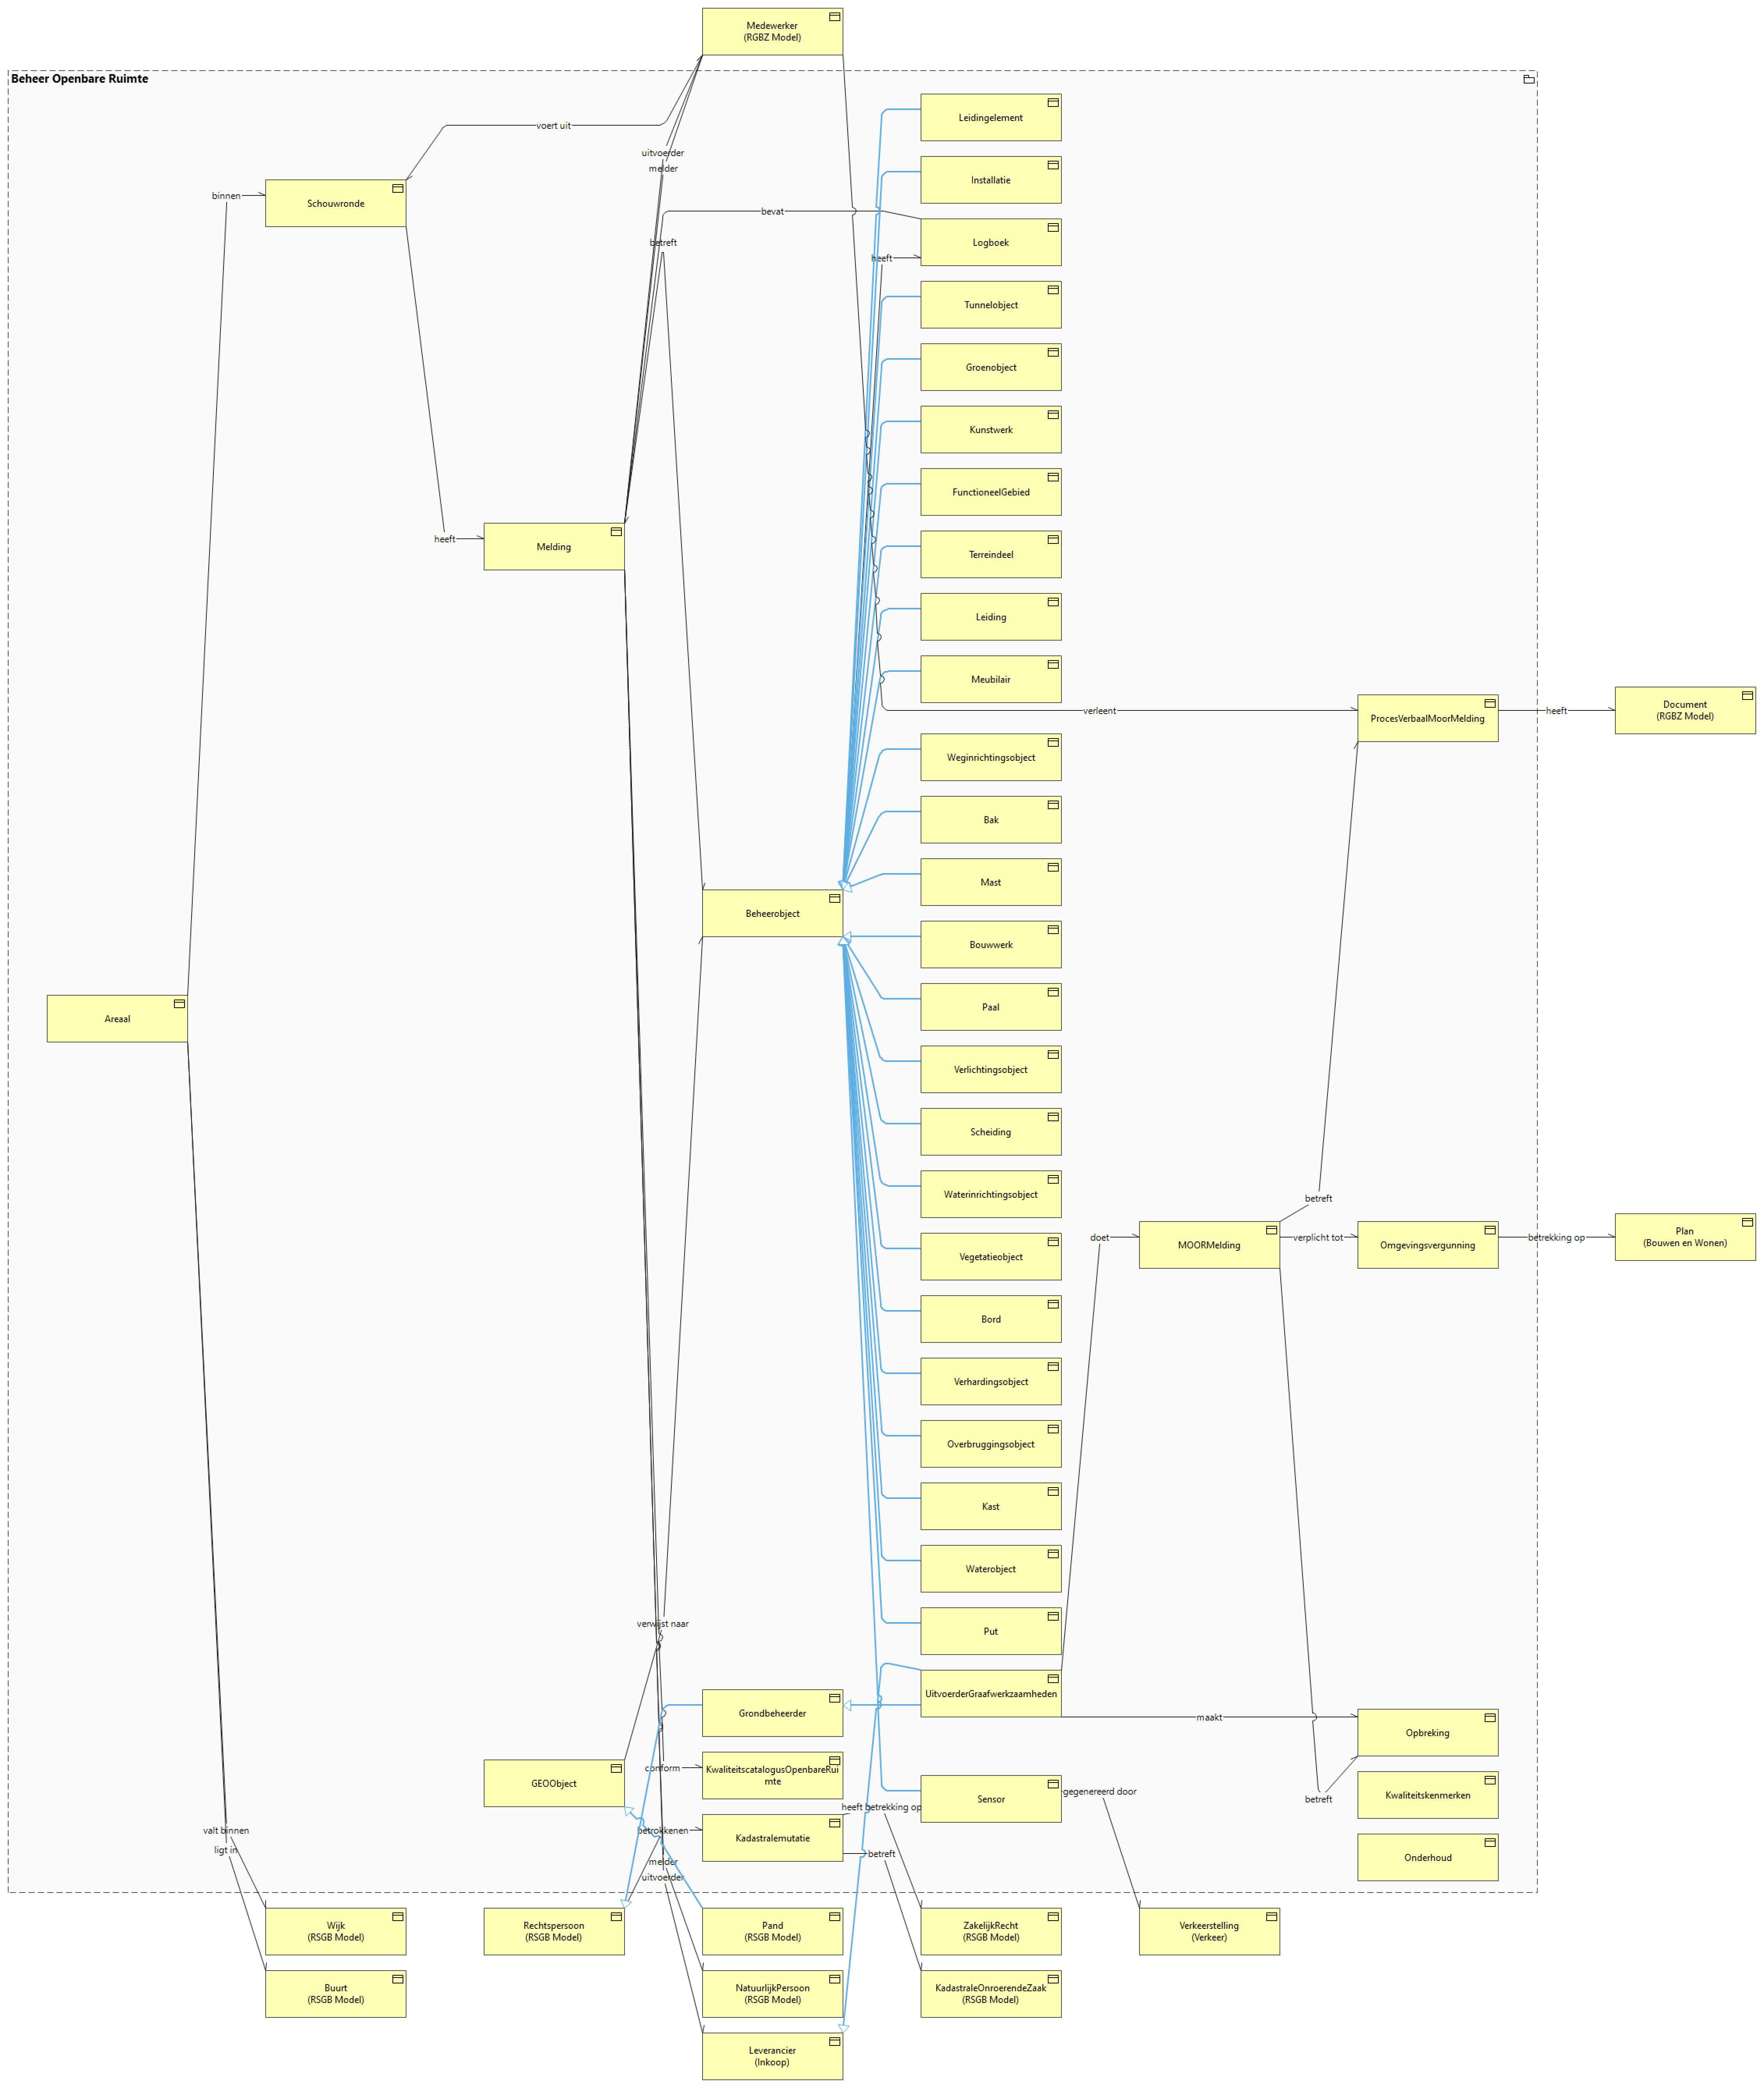 Medewerker
(RGBZ Model)
Beheer Openbare Ruimte
Leidingelement
voert uit
uitvoerder
melder
Installatie
binnen
Schouwronde
bevat
betreft
Logboek
heeft
Tunnelobject
Groenobject
Kunstwerk
FunctioneelGebied
heeft
Melding
Terreindeel
Leiding
Meubilair
verleent
ProcesVerbaalMoorMelding
heeft
Document
(RGBZ Model)
Weginrichtingsobject
Bak
Mast
Beheerobject
Bouwwerk
Areaal
Paal
Verlichtingsobject
Scheiding
Waterinrichtingsobject
betreft
doet
MOORMelding
verplicht tot
Omgevingsvergunning
betrekking op
Plan
(Bouwen en Wonen)
Vegetatieobject
Bord
Verhardingsobject
Overbruggingsobject
Kast
Waterobject
verwijst naar
Put
UitvoerderGraafwerkzaamheden
Grondbeheerder
maakt
Opbreking
conform
KwaliteitscatalogusOpenbareRui
mte
GEOObject
gegenereerd door
Sensor
betreft
Kwaliteitskenmerken
heeft betrekking op
valt binnen
betrokkenen
Kadastralemutatie
ligt in
betreft
melder
uitvoerder
Onderhoud
Wijk
(RSGB Model)
Rechtspersoon
(RSGB Model)
Pand
(RSGB Model)
ZakelijkRecht
(RSGB Model)
Verkeerstelling
(Verkeer)
Buurt
(RSGB Model)
NatuurlijkPersoon
(RSGB Model)
KadastraleOnroerendeZaak
(RSGB Model)
Leverancier
(Inkoop)